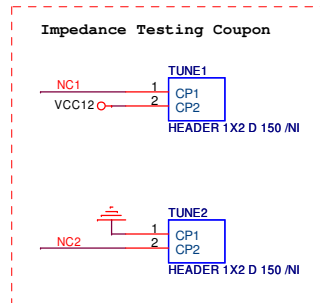 Impedance Testing Coupon
TUNE1
NC1
1
CP1
VCC12
2
CP2
HEADER 1X2 D 150 /NI
TUNE2
1
CP1
NC2
2
CP2
HEADER 1X2 D 150 /NI